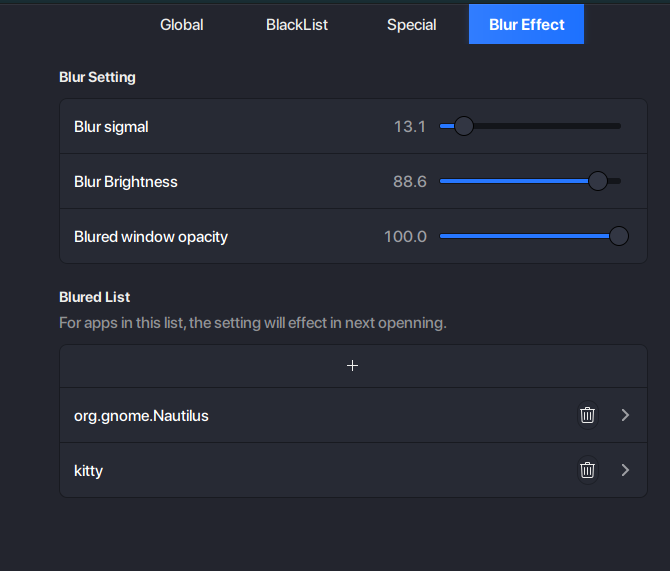 Global BlackList Special Blur Effect
Blur Setting
Blur sigmal 13.1
Blur Brightness 88.6
Blured window opacity 100.0
Blured List
For apps in this list, the setting will effect in next openning.
+
org.gnome.Nautilus
kitty